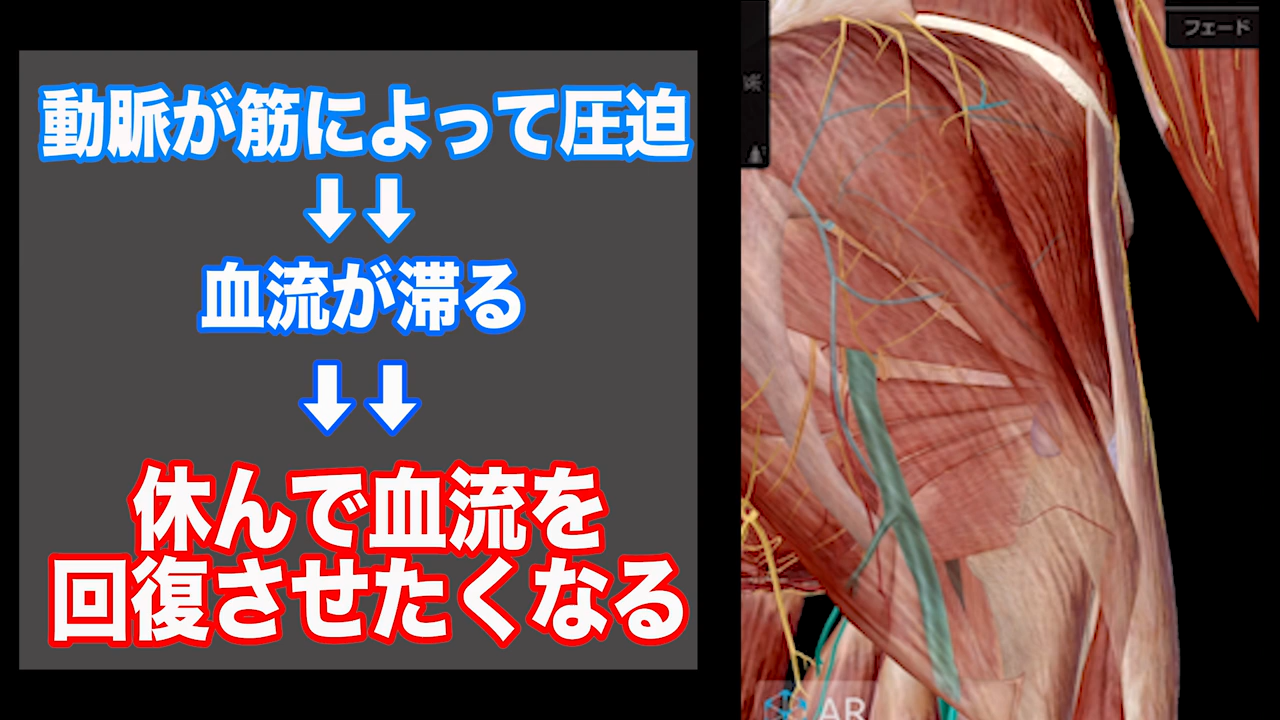 動脈が筋によって圧迫
⬇⬇
血流が滞る
⬇⬇
休んで血流を
回復させたくなる
フェード
AR